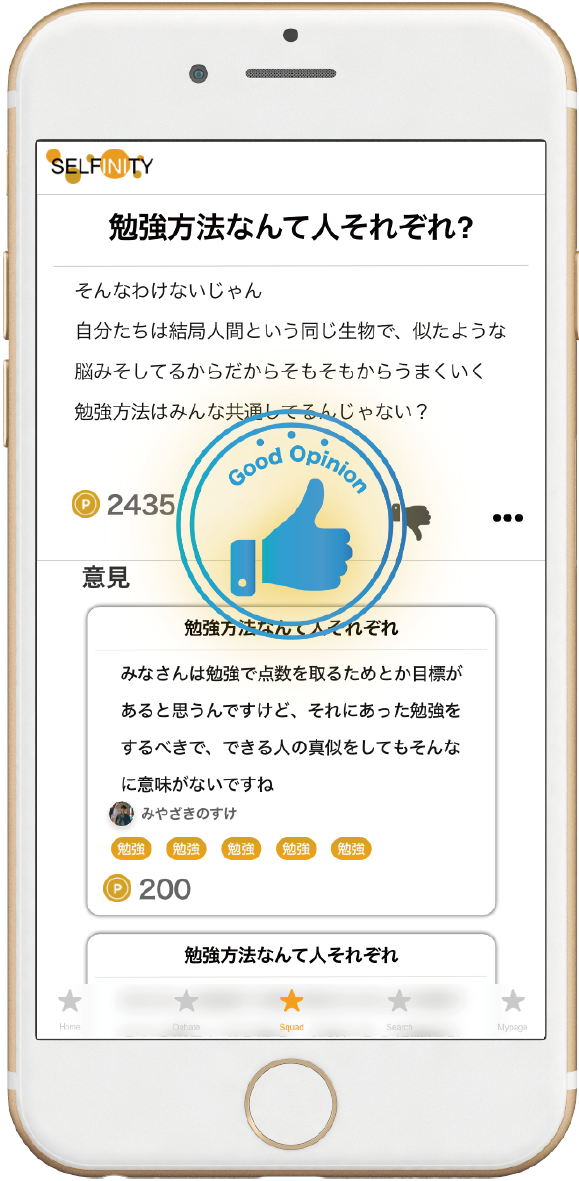 SELFINITY
勉強方法なんて人それぞれ?
そんなわけないじゃん
自分たちは結局人間という同じ生物で、似たような
脳みそしてるからだからそもそもからうまくいく
勉強方法はみんな共通してるんじゃない？
Good Opinion
P 2435
意見
勉強方法なんて人それぞれ
みなさんは勉強で点数を取るためとか目標が
あると思うんですけど、それにあった勉強を
するべきで、できる人の真似をしてもそんな
に意味がないですね
みやざきのすけ
勉強 勉強 勉強 勉強 勉強
P 200
勉強方法なんて人それぞれ
Home Debate Squad Search Mypage